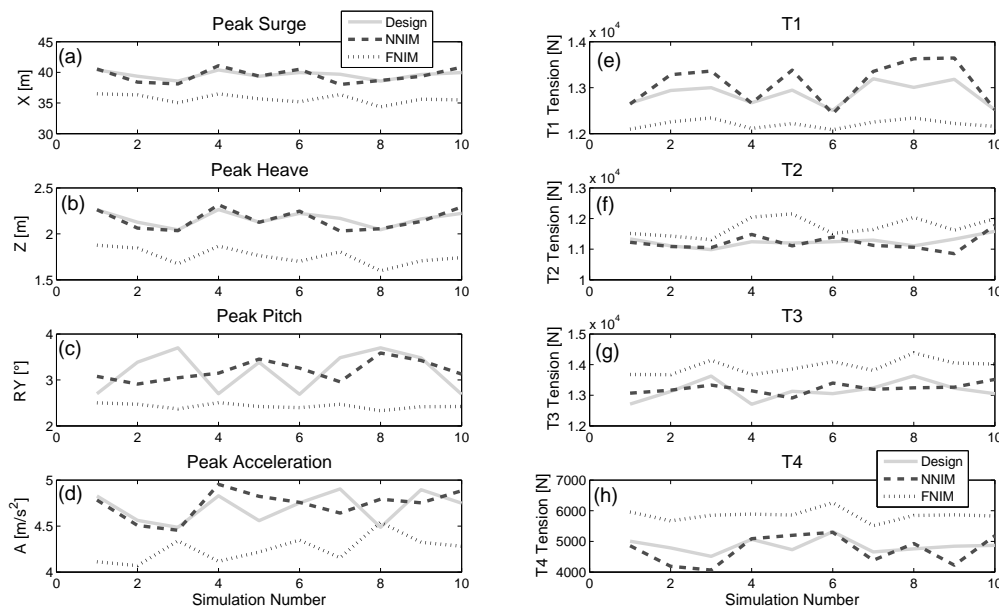 Peak Surge
(a)
X [m]
45
40
35
30
0
2
4
6
8
10
Design
NNIM
FNIM
Peak Heave
(b)
Z [m]
2.5
2
1.5
0
2
4
6
8
10
Peak Pitch
(c)
RY [º]
4
3
2
0
2
4
6
8
10
Peak Acceleration
(d)
A [m/s²]
5
4.5
4
0
2
4
6
8
10
Simulation Number
T1
x 10⁴
(e)
T1 Tension [N]
1.4
1.3
1.2
0
2
4
6
8
10
T2
x 10⁴
(f)
T2 Tension [N]
1.3
1.2
1.1
1
0
2
4
6
8
10
T3
x 10⁴
(g)
T3 Tension [N]
1.5
1.4
1.3
1.2
0
2
4
6
8
10
T4
(h)
T4 Tension [N]
7000
6000
5000
4000
0
2
4
6
8
10
Design
NNIM
FNIM
Simulation Number